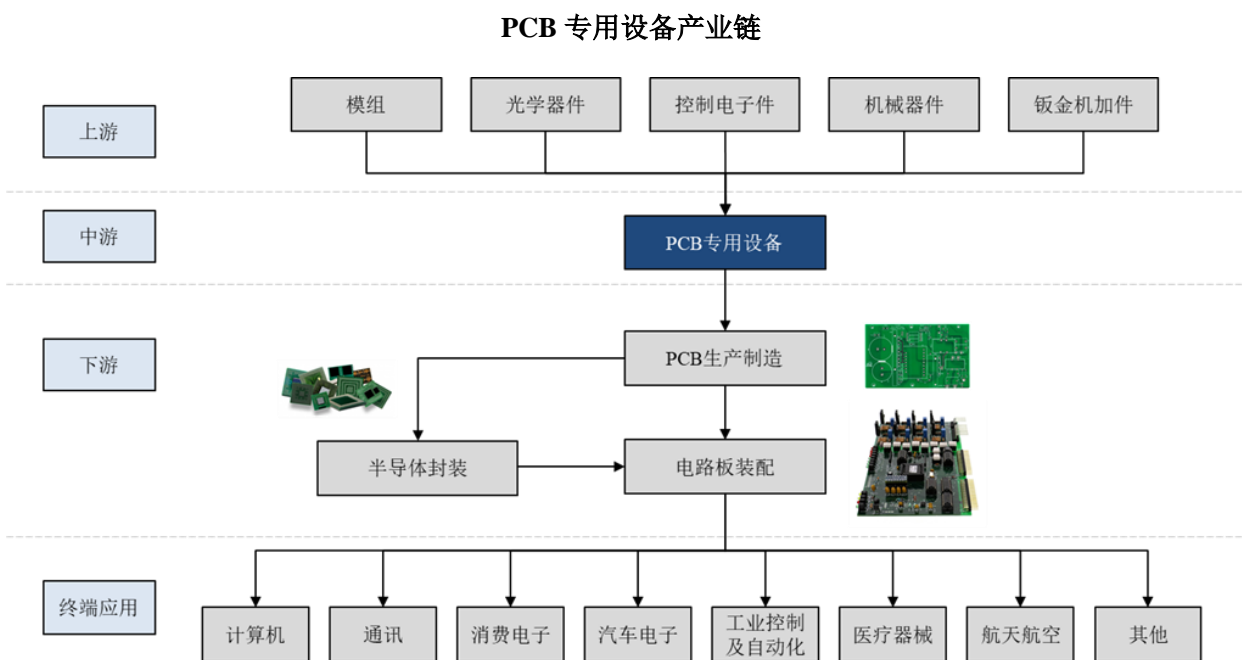 PCB 专用设备产业链
上游
模组
光学器件
控制电子件
机械器件
钣金机加件
中游
PCB专用设备
下游
PCB生产制造
半导体封装
电路板装配
终端应用
计算机
通讯
消费电子
汽车电子
工业控制
及自动化
医疗器械
航天航空
其他